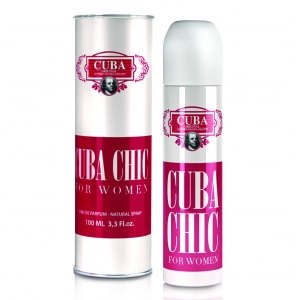 CUBA
CUBA CHIC
FOR WOMEN
EAU DE PARFUM - NATURAL SPRAY
100 ML 3,3 Fl.oz.
CUBA
CUBA
CHIC
FOR WOMEN